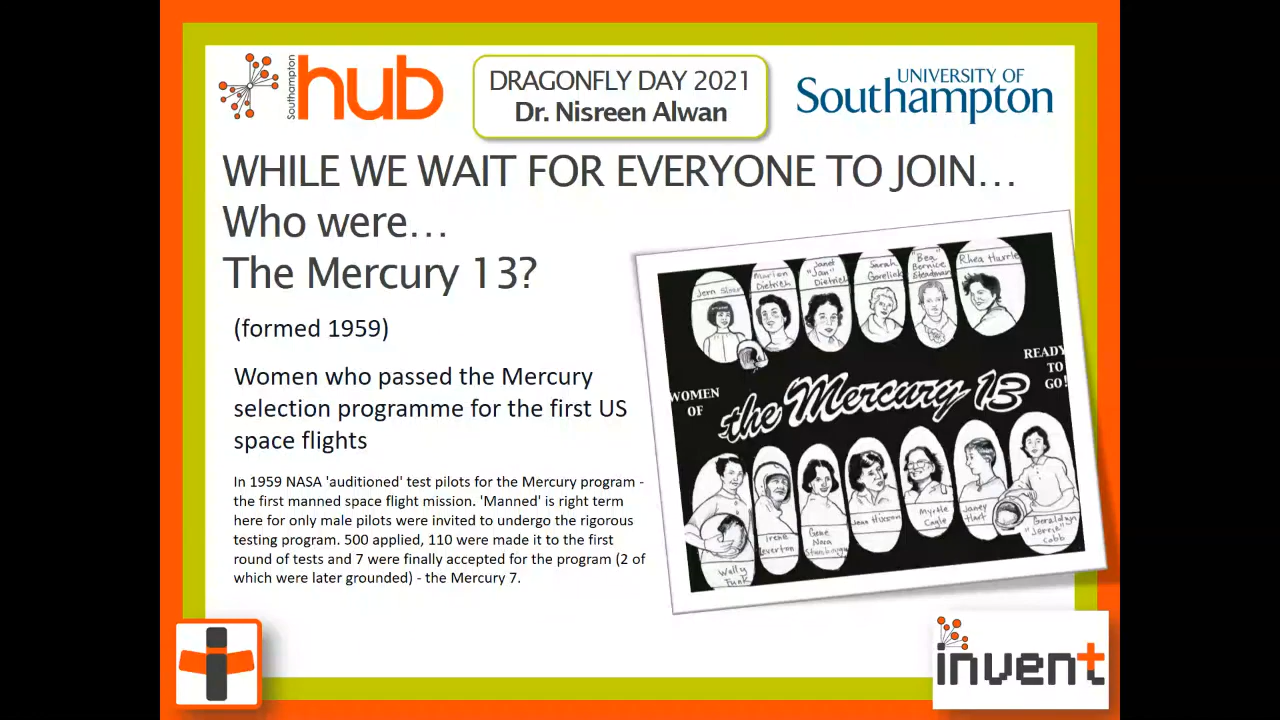 Southampton
hub
DRAGONFLY DAY 2021
Dr. Nisreen Alwan
UNIVERSITY OF
Southampton
WHILE WE WAIT FOR EVERYONE TO JOIN…
Who were…
The Mercury 13?
(formed 1959)
Women who passed the Mercury
selection programme for the first US
space flights
In 1959 NASA 'auditioned' test pilots for the Mercury program -
the first manned space flight mission. 'Manned' is right term
here for only male pilots were invited to undergo the rigorous
testing program. 500 applied, 110 were made it to the first
round of tests and 7 were finally accepted for the program (2 of
which were later grounded) - the Mercury 7.
Jerri
Marion
Dietrich
Janet
"Jan"
Dietrich
Sarah
Gorelick
"Bea"
Bernice
Steadman
Rhea Hurrle
WOMEN
OF
the Mercury 13
READY
TO
GO!
Wally
Funk
Irene
Leverton
Gene
Nora
Jean Hixson
Myrtle
Cagle
Janey
Hart
Geraldyn
"Jerrie"
Cobb
invent